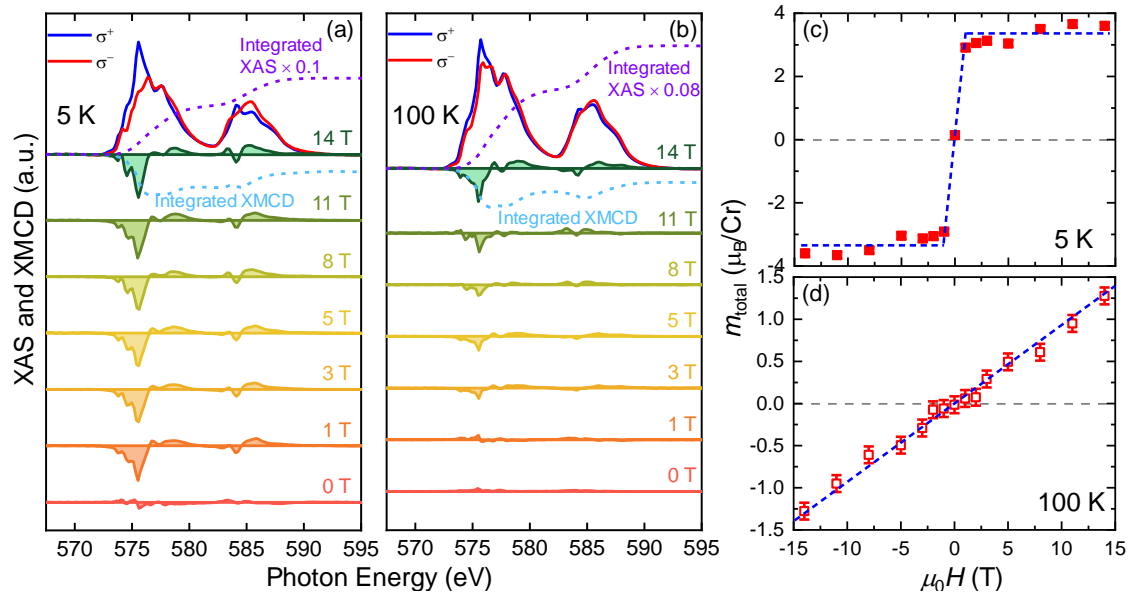 XAS and XMCD (a.u.)
(a)
σ⁺
σ⁻
Integrated
XAS × 0.1
5 K
14 T
Integrated XMCD
11 T
8 T
5 T
3 T
1 T
0 T
570 575 580 585 590 595
(b)
σ⁺
σ⁻
Integrated
XAS × 0.08
100 K
14 T
Integrated XMCD
11 T
8 T
5 T
3 T
1 T
0 T
570 575 580 585 590 595
Photon Energy (eV)
m_total (μ_B/Cr)
(c)
4
2
0
-2
-4
5 K
(d)
1.5
1.0
0.5
0.0
-0.5
-1.0
-1.5
100 K
-15 -10 -5 0 5 10 15
μ₀H (T)